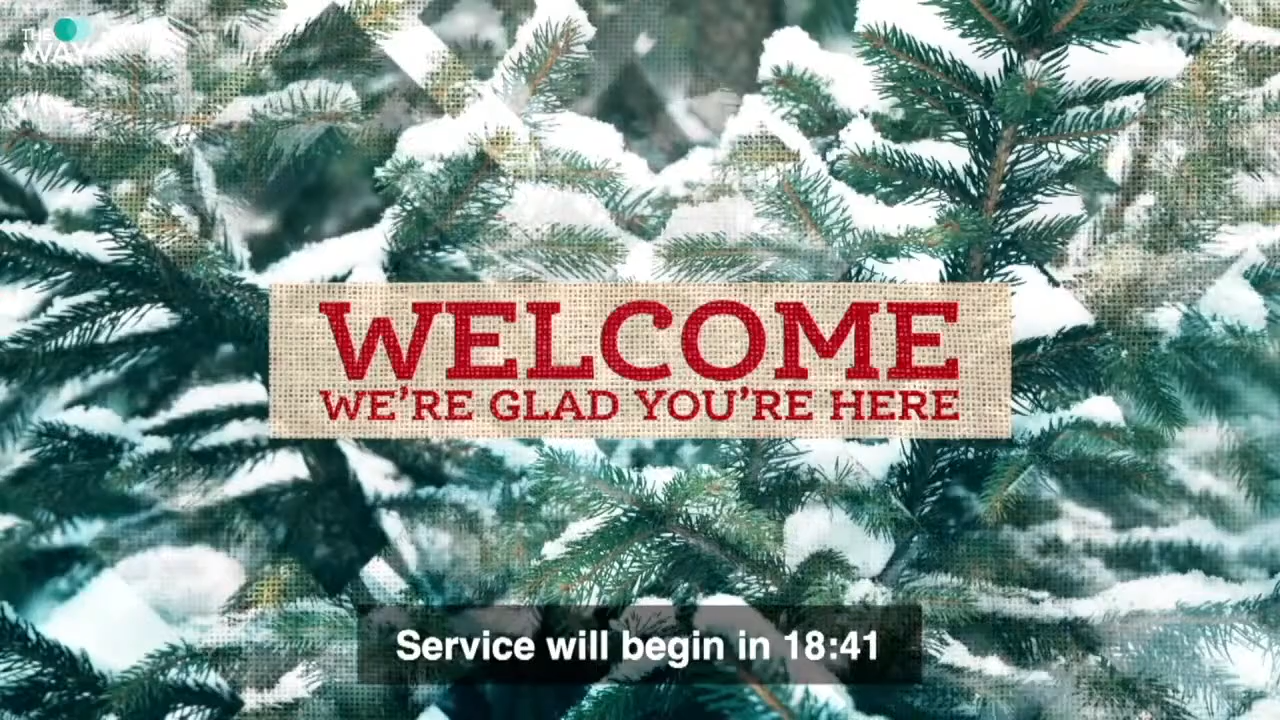 THE
WAY
WELCOME
WE'RE GLAD YOU'RE HERE
Service will begin in 18:41